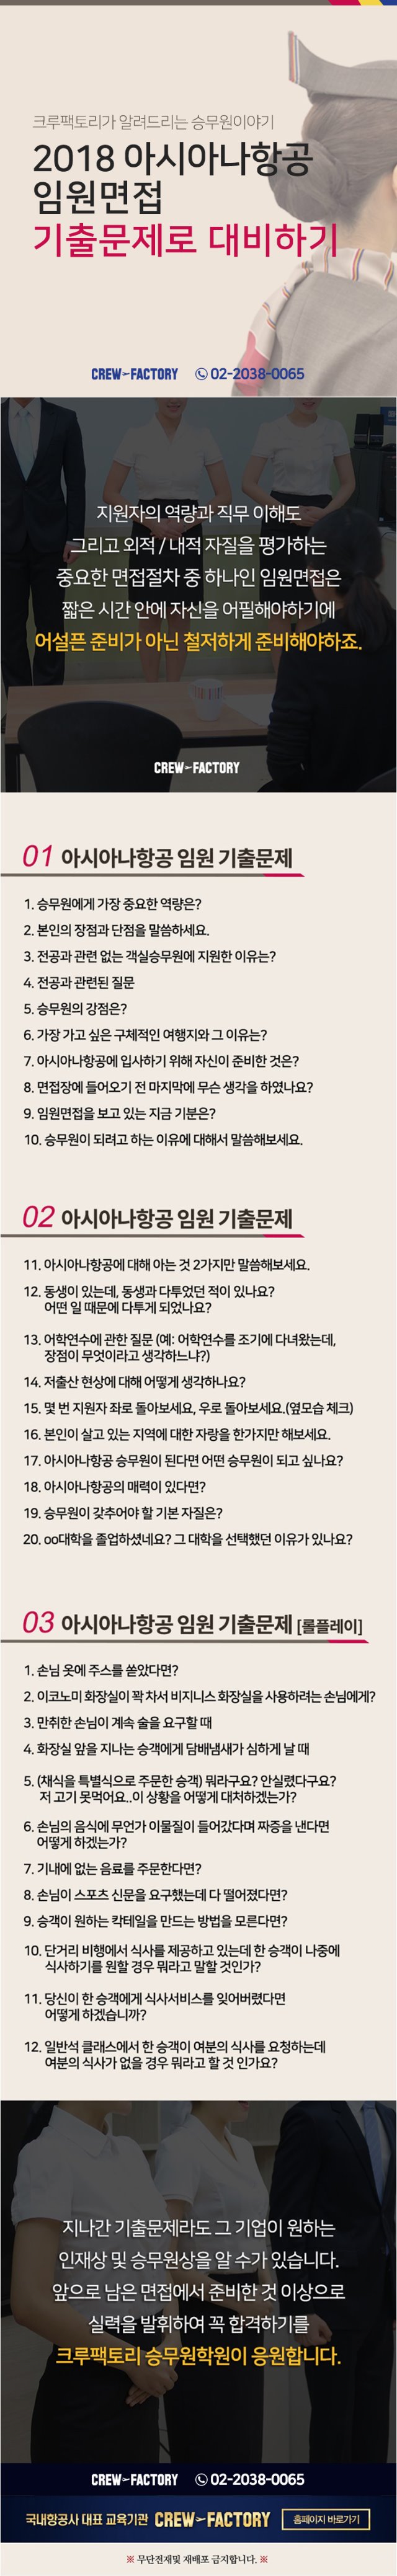 크루팩토리가 알려드리는 승무원이야기
2018 아시아나항공
임원면접
기출문제로 대비하기
CREW FACTORY 02-2038-0065
지원자의 역량과 직무 이해도
그리고 외적 / 내적 자질을 평가하는
중요한 면접절차 중 하나인 임원면접은
짧은 시간 안에 자신을 어필해야하기에
어설픈 준비가 아닌 철저하게 준비해야하죠.
CREW FACTORY
01 아시아나항공 임원 기출문제
1. 승무원에게 가장 중요한 역량은?
2. 본인의 장점과 단점을 말씀하세요.
3. 전공과 관련 없는 객실승무원에 지원한 이유는?
4. 전공과 관련된 질문
5. 승무원의 강점은?
6. 가장 가고 싶은 구체적인 여행지와 그 이유는?
7. 아시아나항공에 입사하기 위해 자신이 준비한 것은?
8. 면접장에 들어오기 전 마지막에 무슨 생각을 하였나요?
9. 임원면접을 보고 있는 지금 기분은?
10. 승무원이 되려고 하는 이유에 대해서 말씀해보세요.
02 아시아나항공 임원 기출문제
11. 아시아나항공에 대해 아는 것 2가지만 말씀해보세요.
12. 동생이 있는데, 동생과 다투었던 적이 있나요?
어떤 일 때문에 다투게 되었나요?
13. 어학연수에 관한 질문 (예: 어학연수를 조기에 다녀왔는데,
장점이 무엇이라고 생각하느냐?)
14. 저출산 현상에 대해 어떻게 생각하나요?
15. 몇 번 지원자 좌로 돌아보세요, 우로 돌아보세요.(옆모습 체크)
16. 본인이 살고 있는 지역에 대한 자랑을 한가지만 해보세요.
17. 아시아나항공 승무원이 된다면 어떤 승무원이 되고 싶나요?
18. 아시아나항공의 매력이 있다면?
19. 승무원이 갖추어야 할 기본 자질은?
20. oo대학을 졸업하셨네요? 그 대학을 선택했던 이유가 있나요?
03 아시아나항공 임원 기출문제 [롤플레이]
1. 손님 옷에 주스를 쏟았다면?
2. 이코노미 화장실이 꽉 차서 비지니스 화장실을 사용하려는 손님에게?
3. 만취한 손님이 계속 술을 요구할 때
4. 화장실 앞을 지나는 승객에게 담배냄새가 심하게 날 때
5. (채식을 특별식으로 주문한 승객) 뭐라구요? 안실렸다구요?
저 고기 못먹어요..이 상황을 어떻게 대처하겠는가?
6. 손님의 음식에 무언가 이물질이 들어갔다며 짜증을 낸다면
어떻게 하겠는가?
7. 기내에 없는 음료를 주문한다면?
8. 손님이 스포츠 신문을 요구했는데 다 떨어졌다면?
9. 승객이 원하는 칵테일을 만드는 방법을 모른다면?
10. 단거리 비행에서 식사를 제공하고 있는데 한 승객이 나중에
식사하기를 원할 경우 뭐라고 말할 것인가?
11. 당신이 한 승객에게 식사서비스를 잊어버렸다면
어떻게 하겠습니까?
12. 일반석 클래스에서 한 승객이 여분의 식사를 요청하는데
여분의 식사가 없을 경우 뭐라고 할 것 인가요?
지나간 기출문제라도 그 기업이 원하는
인재상 및 승무원상을 알 수가 있습니다.
앞으로 남은 면접에서 준비한 것 이상으로
실력을 발휘하여 꼭 합격하기를
크루팩토리 승무원학원이 응원합니다.
CREW FACTORY 02-2038-0065
국내항공사 대표 교육기관 CREW FACTORY 홈페이지 바로가기
※ 무단전재및 재배포 금지합니다. ※